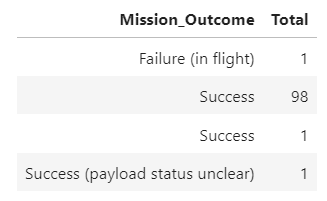 Mission_Outcome Total
Failure (in flight) 1
Success 98
Success 1
Success (payload status unclear) 1